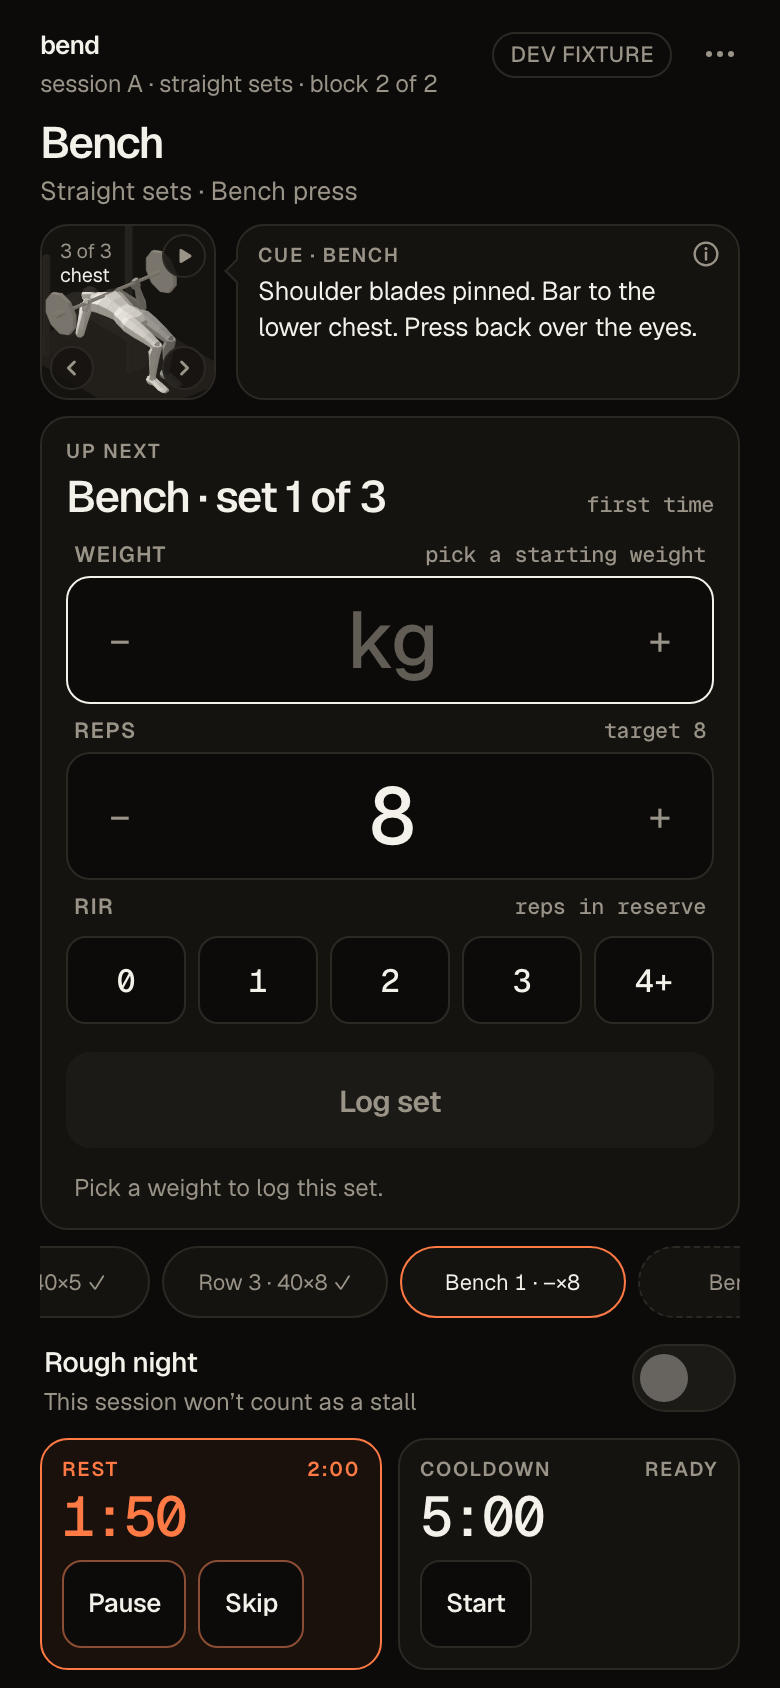 bend
DEV FIXTURE
session A · straight sets · block 2 of 2
Bench
Straight sets · Bench press
3 of 3
chest
CUE · BENCH
Shoulder blades pinned. Bar to the
lower chest. Press back over the eyes.
UP NEXT
Bench · set 1 of 3
first time
WEIGHT
pick a starting weight
−
kg
+
REPS
target 8
−
8
+
RIR
reps in reserve
0
1
2
3
4+
Log set
Pick a weight to log this set.
40×5 ✓
Row 3 · 40×8 ✓
Bench 1 · –×8
Ben
Rough night
This session won’t count as a stall
REST
2:00
1:50
Pause
Skip
COOLDOWN
READY
5:00
Start